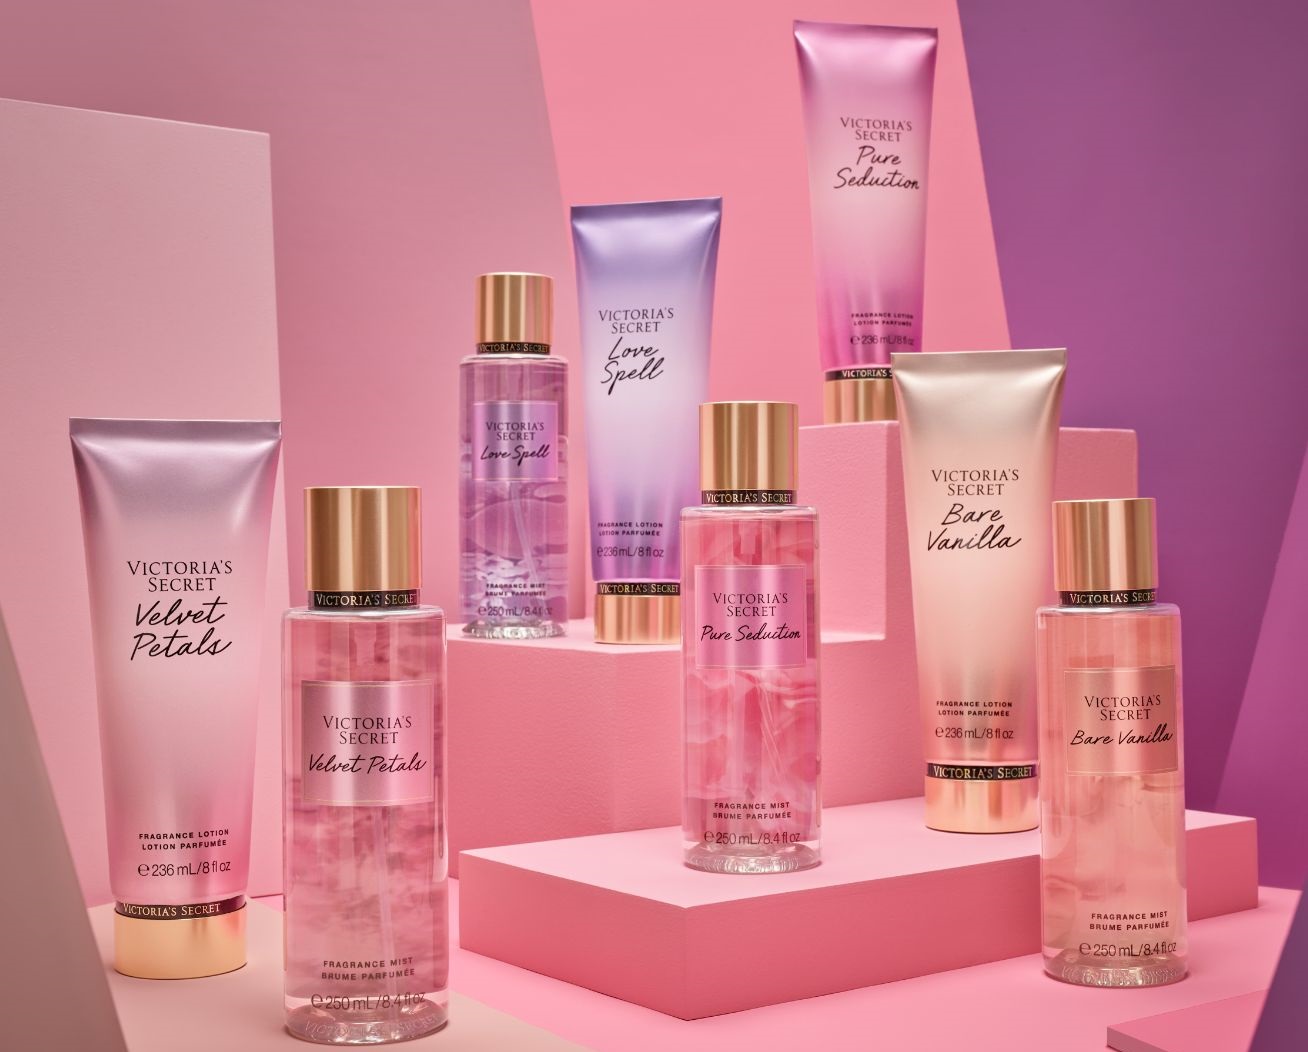 VICTORIA'S
SECRET
Velvet
Petals
FRAGRANCE LOTION
LOTION PARFUMÉE
℮ 236 mL/8 fl oz
VICTORIA'S SECRET
VICTORIA'S SECRET
VICTORIA'S
SECRET
Velvet Petals
FRAGRANCE MIST
BRUME PARFUMÉE
℮ 250 mL/8.4 fl oz
VICTORIA'S SECRET
VICTORIA'S SECRET
VICTORIA'S
SECRET
Love Spell
FRAGRANCE MIST
BRUME PARFUMÉE
℮ 250 mL/8.4 fl oz
VICTORIA'S
SECRET
Love
Spell
FRAGRANCE LOTION
LOTION PARFUMÉE
℮ 236 mL/8 fl oz
VICTORIA'S SECRET
VICTORIA'S SECRET
VICTORIA'S
SECRET
Pure Seduction
FRAGRANCE MIST
BRUME PARFUMÉE
℮ 250 mL/8.4 fl oz
VICTORIA'S
SECRET
Pure
Seduction
FRAGRANCE LOTION
LOTION PARFUMÉE
℮ 236 mL/8 fl oz
VICTORIA'S S
VICTORIA'S
SECRET
Bare
Vanilla
FRAGRANCE LOTION
LOTION PARFUMÉE
℮ 236 mL/8 fl oz
VICTORIA'S SECRET
VICTORIA'S SECRET
VICTORIA'S
SECRET
Bare Vanilla
FRAGRANCE MIST
BRUME PARFUMÉE
℮ 250 mL/8.4 fl oz